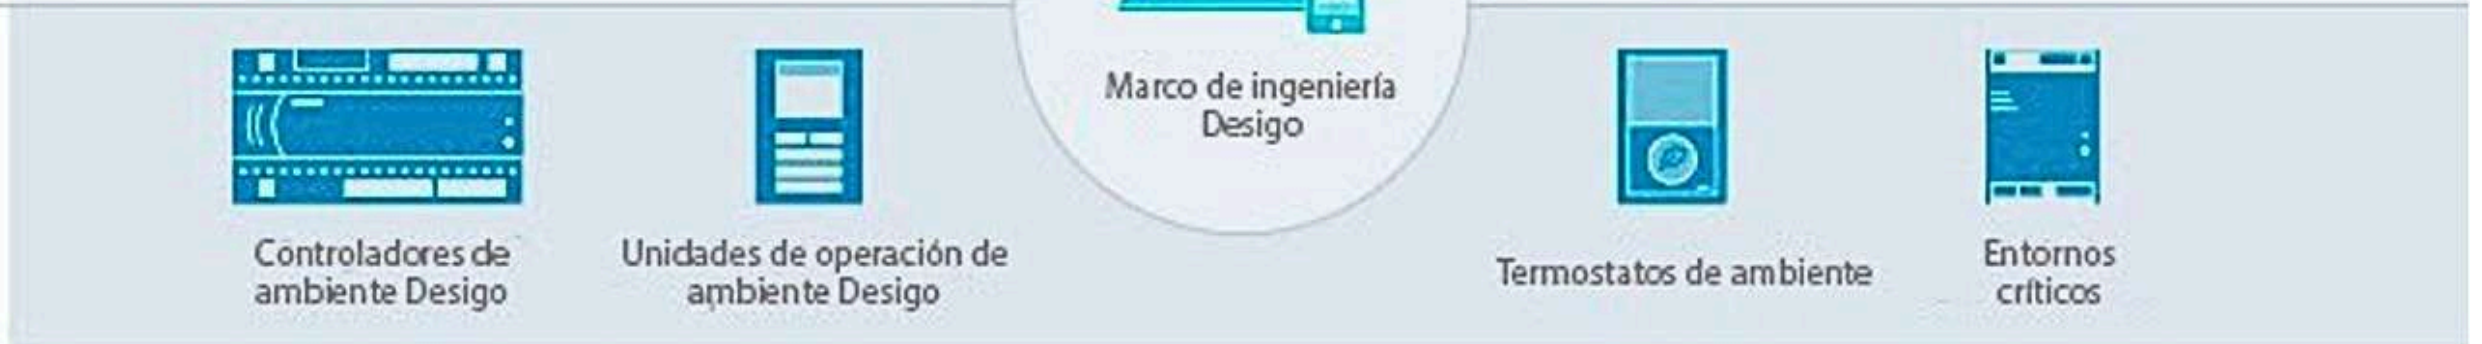 Marco de ingeniería
Desigo
Controladores de
ambiente Desigo
Unidades de operación de
ambiente Desigo
Termostatos de ambiente
Entornos
críticos